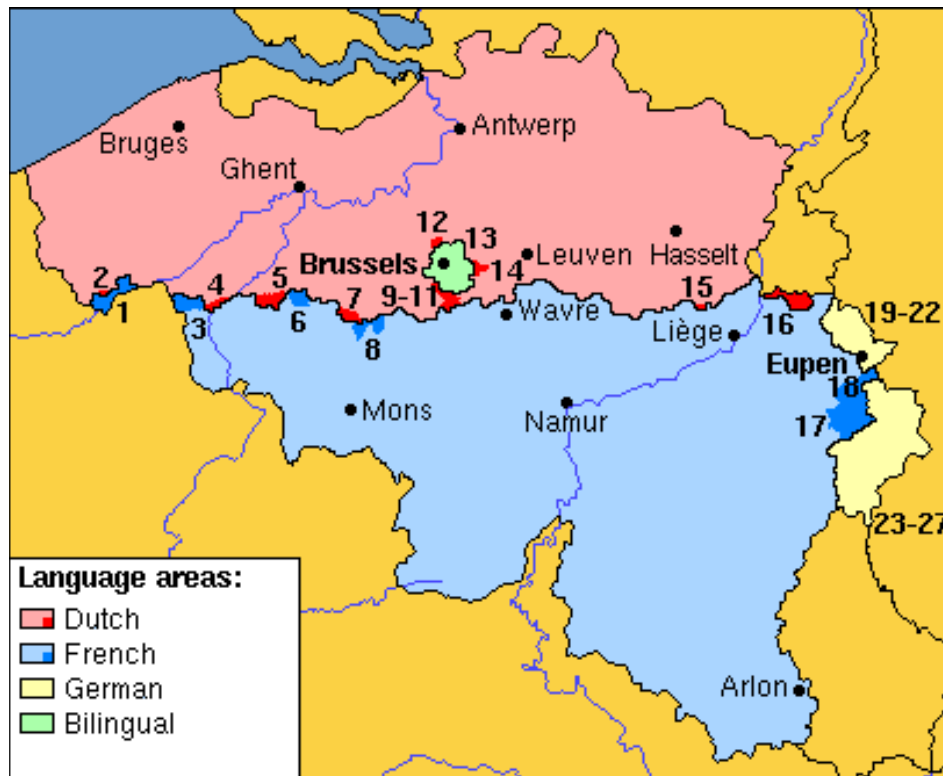 Bruges
Antwerp
Ghent
12
13
Brussels
Leuven
Hasselt
14
2
4
5
9-11
15
1
3
6
7
8
Wavre
Liège
16
19-22
Eupen
18
17
Mons
Namur
23-27
Arlon
Language areas:
Dutch
French
German
Bilingual